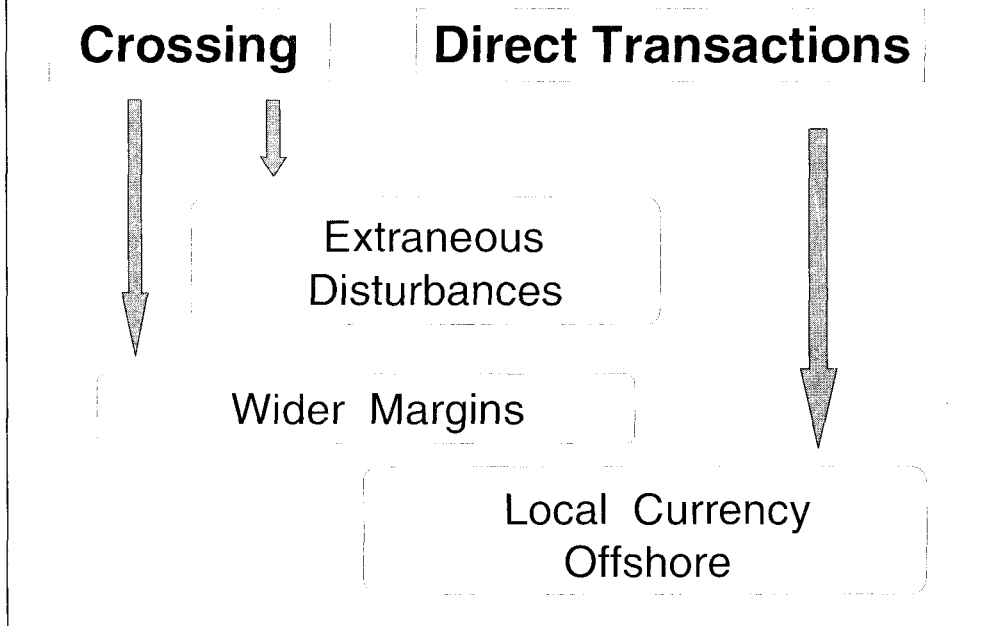 Crossing
Direct Transactions
Extraneous
Disturbances
Wider Margins
Local Currency
Offshore